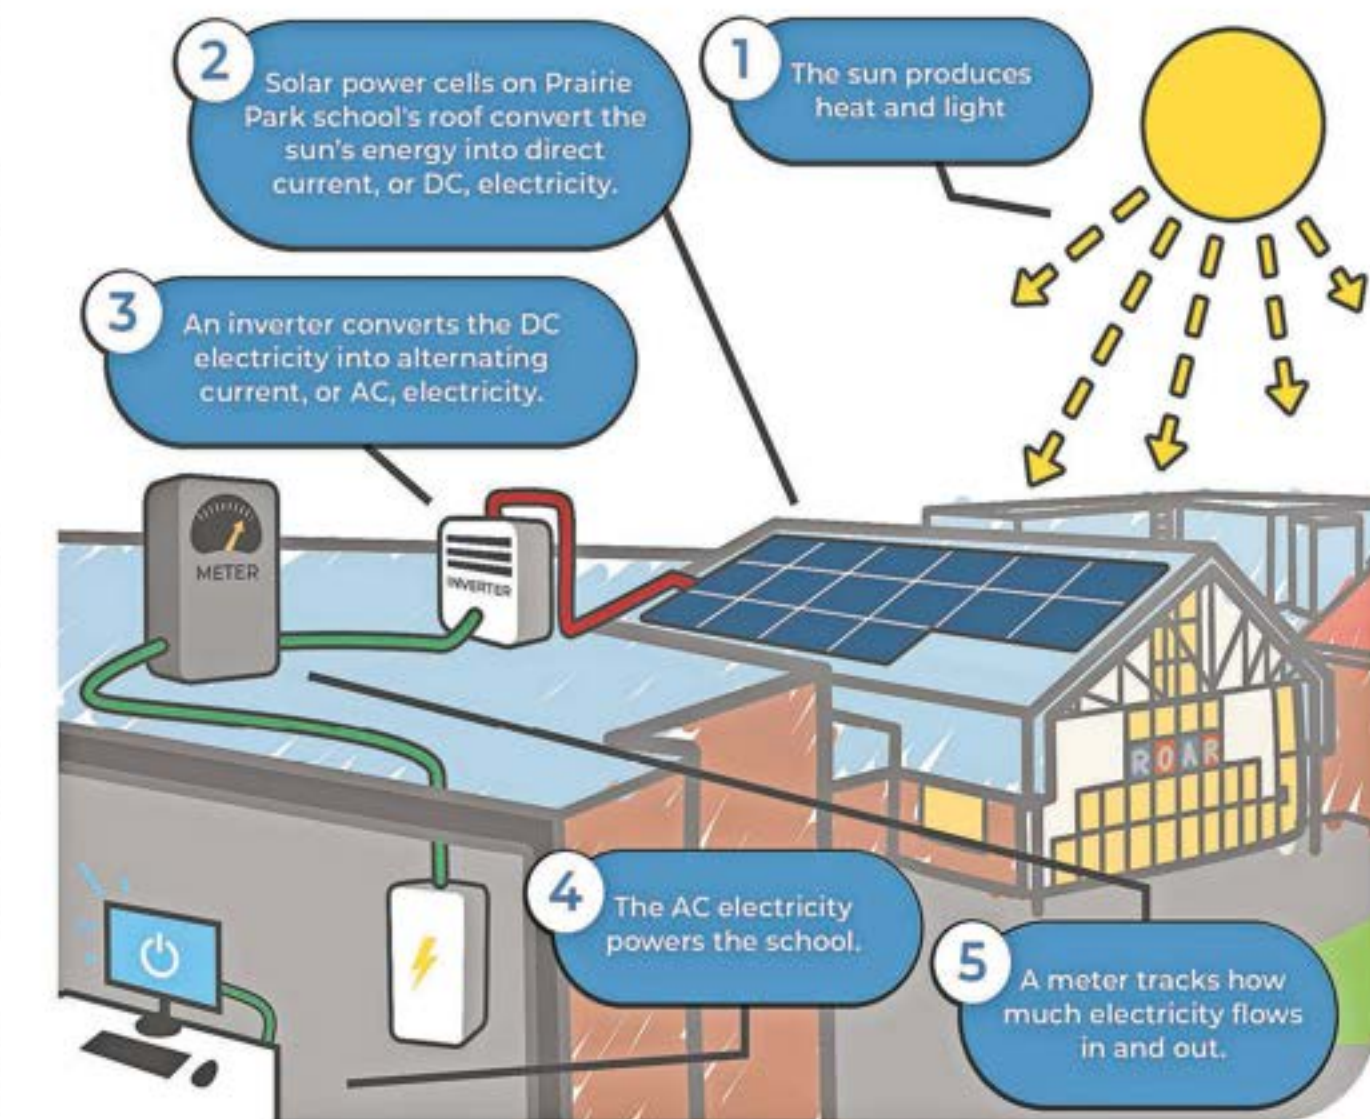 1
The sun produces
heat and light
2
Solar power cells on Prairie
Park school's roof convert the
sun's energy into direct
current, or DC, electricity.
3
An inverter converts the DC
electricity into alternating
current, or AC, electricity.
METER
INVERTER
ROAR
4
The AC electricity
powers the school.
5
A meter tracks how
much electricity flows
in and out.